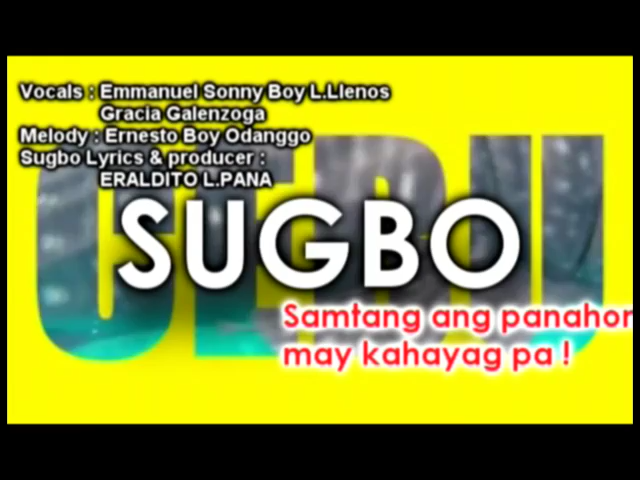 Vocals : Emmanuel Sonny Boy L.Llenos
Gracia Galenzoga
Melody : Ernesto Boy Odanggo
Sugbo Lyrics & producer :
ERALDITO L.PANA
CEBU
SUGBO
Samtang ang panahon
may kahayag pa !